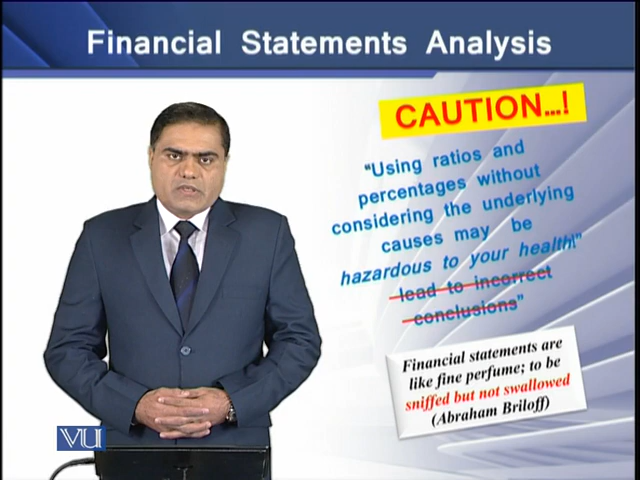 Financial Statements Analysis
CAUTION...!
"Using ratios and
percentages without
considering the underlying
causes may be
hazardous to your health!"
lead to incorrect
conclusions"
Financial statements are
like fine perfume; to be
sniffed but not swallowed
(Abraham Briloff)
VU